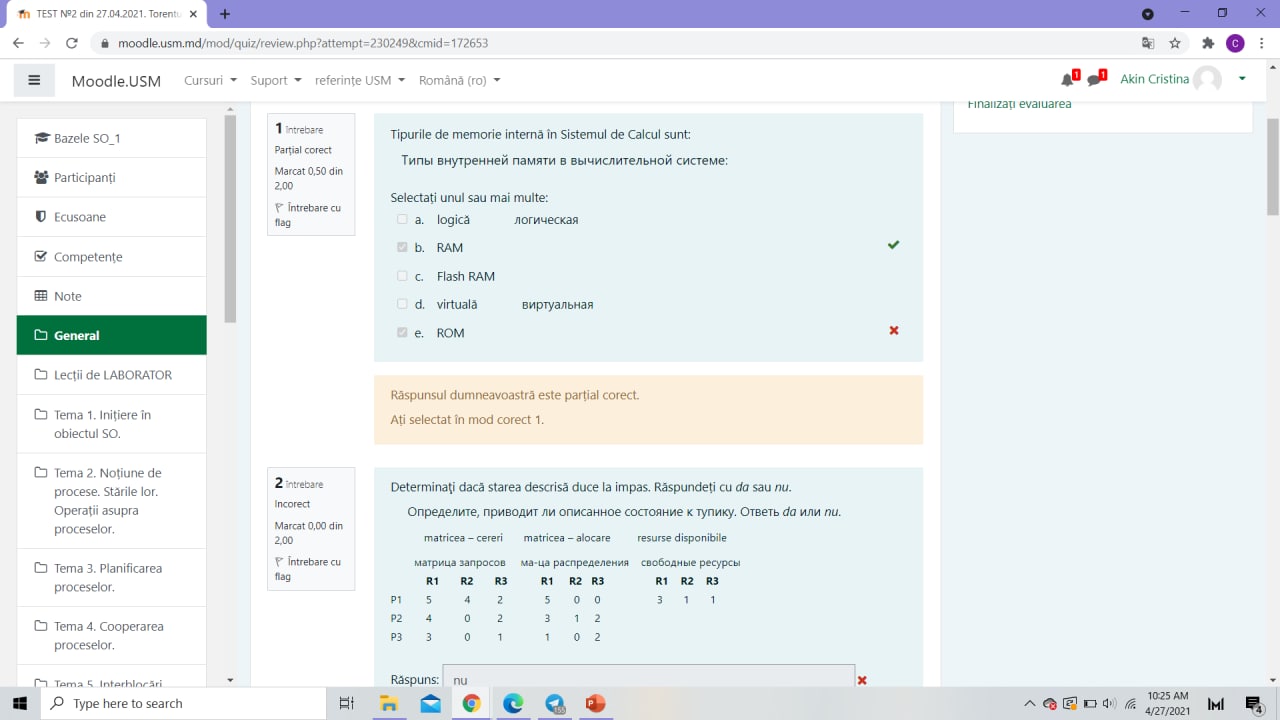 TEST №2 din 27.04.2021. Torentu
moodle.usm.md/mod/quiz/review.php?attempt=230249&cmid=172653
C
Moodle.USM
Cursuri
Suport
referințe USM
Română (ro)
1
1
Akin Cristina
Finalizați evaluarea
Bazele SO_1
Participanți
Ecusoane
Competențe
Note
General
Lecții de LABORATOR
Tema 1. Inițiere în
obiectul SO.
Tema 2. Noțiune de
procese. Stările lor.
Operații asupra
proceselor.
Tema 3. Planificarea
proceselor.
Tema 4. Cooperarea
proceselor.
Tema 5. Interblocări
1 Întrebare
Parțial corect
Marcat 0,50 din
2,00
Întrebare cu
flag
Tipurile de memorie internă în Sistemul de Calcul sunt:
Типы внутренней памяти в вычислительной системе:
Selectați unul sau mai multe:
a. logică логическая
b. RAM
c. Flash RAM
d. virtuală виртуальная
e. ROM
Răspunsul dumneavoastră este parțial corect.
Ați selectat în mod corect 1.
2 Întrebare
Incorect
Marcat 0,00 din
2,00
Întrebare cu
flag
Determinaţi dacă starea descrisă duce la impas. Răspundeți cu da sau nu.
Определите, приводит ли описанное состояние к тупику. Ответь da или nu.
matricea – cereri matricea – alocare resurse disponibile
матрица запросов ма-ца распределения свободные ресурсы
R1 R2 R3 R1 R2 R3 R1 R2 R3
P1 5 4 2 5 0 0 3 1 1
P2 4 0 2 3 1 2
P3 3 0 1 1 0 2
Răspuns: nu
Type here to search
10:25 AM
4/27/2021
4